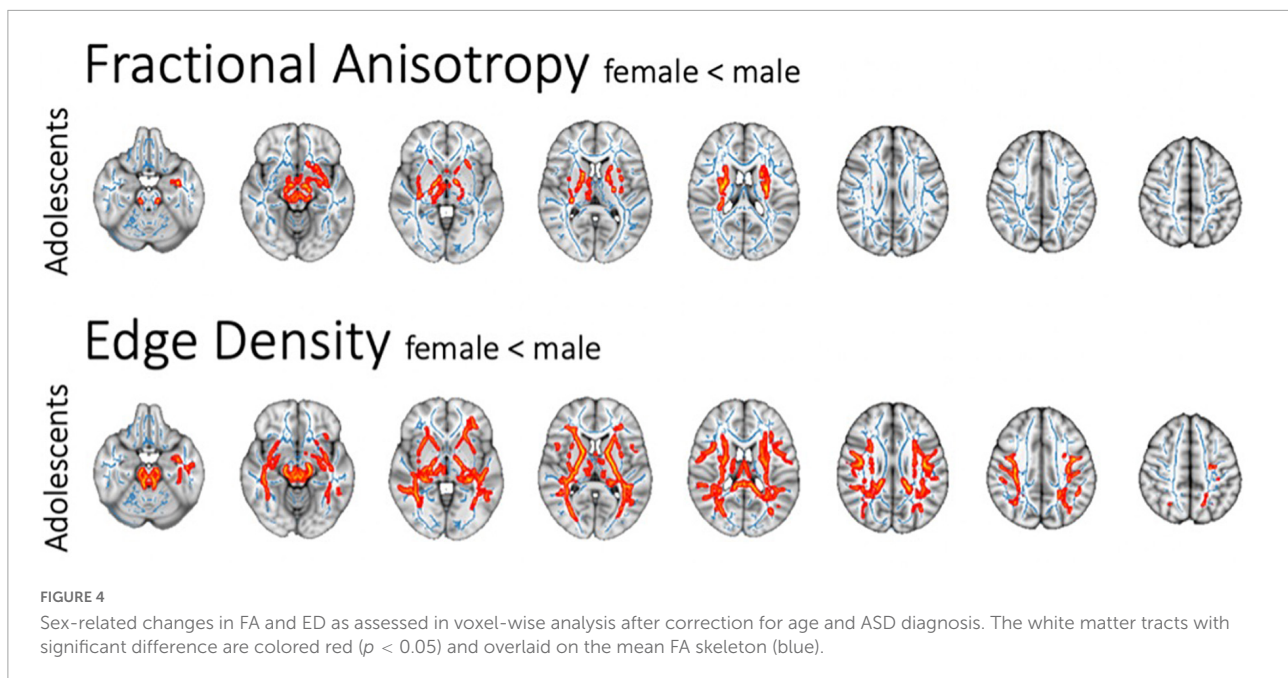 Fractional Anisotropy female < male
Adolescents
Edge Density female < male
Adolescents
FIGURE 4
Sex-related changes in FA and ED as assessed in voxel-wise analysis after correction for age and ASD diagnosis. The white matter tracts with
significant difference are colored red (p < 0.05) and overlaid on the mean FA skeleton (blue).